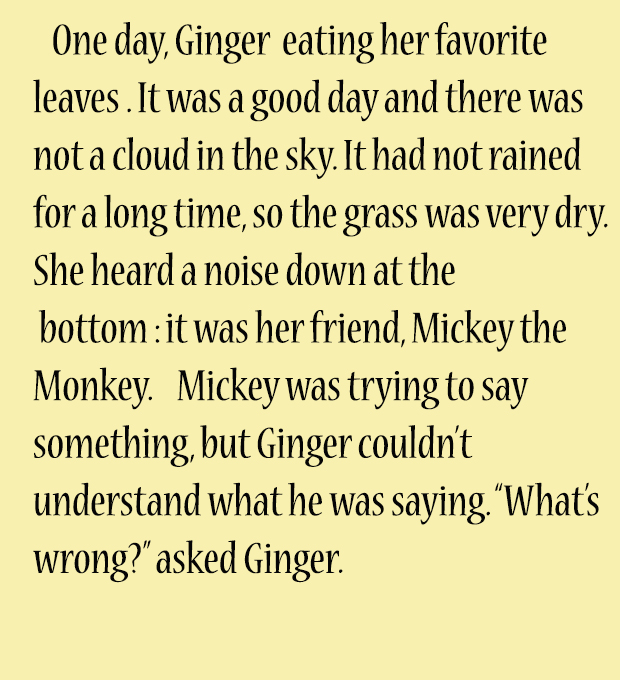 One day, Ginger  eating her favorite
leaves . It was a good day and there was
not a cloud in the sky. It had not rained
for a long time, so the grass was very dry.
She heard a noise down at the
bottom : it was her friend, Mickey the
Monkey.   Mickey was trying to say
something, but Ginger couldn't
understand what he was saying. “What's
wrong?” asked Ginger.